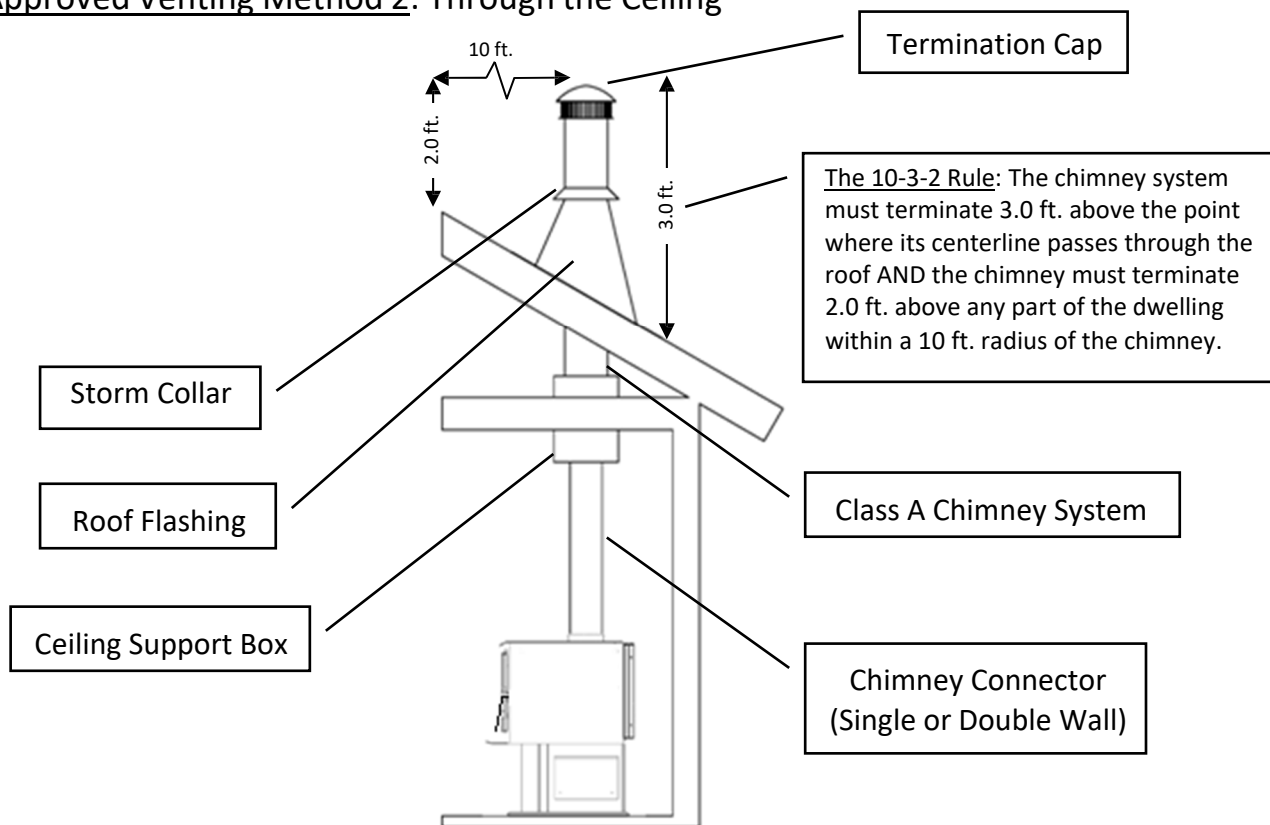 Approved Venting Method 2: Through the Ceiling
10 ft.
Termination Cap
2.0 ft.
3.0 ft.
The 10-3-2 Rule: The chimney system
must terminate 3.0 ft. above the point
where its centerline passes through the
roof AND the chimney must terminate
2.0 ft. above any part of the dwelling
within a 10 ft. radius of the chimney.
Storm Collar
Roof Flashing
Class A Chimney System
Ceiling Support Box
Chimney Connector
(Single or Double Wall)